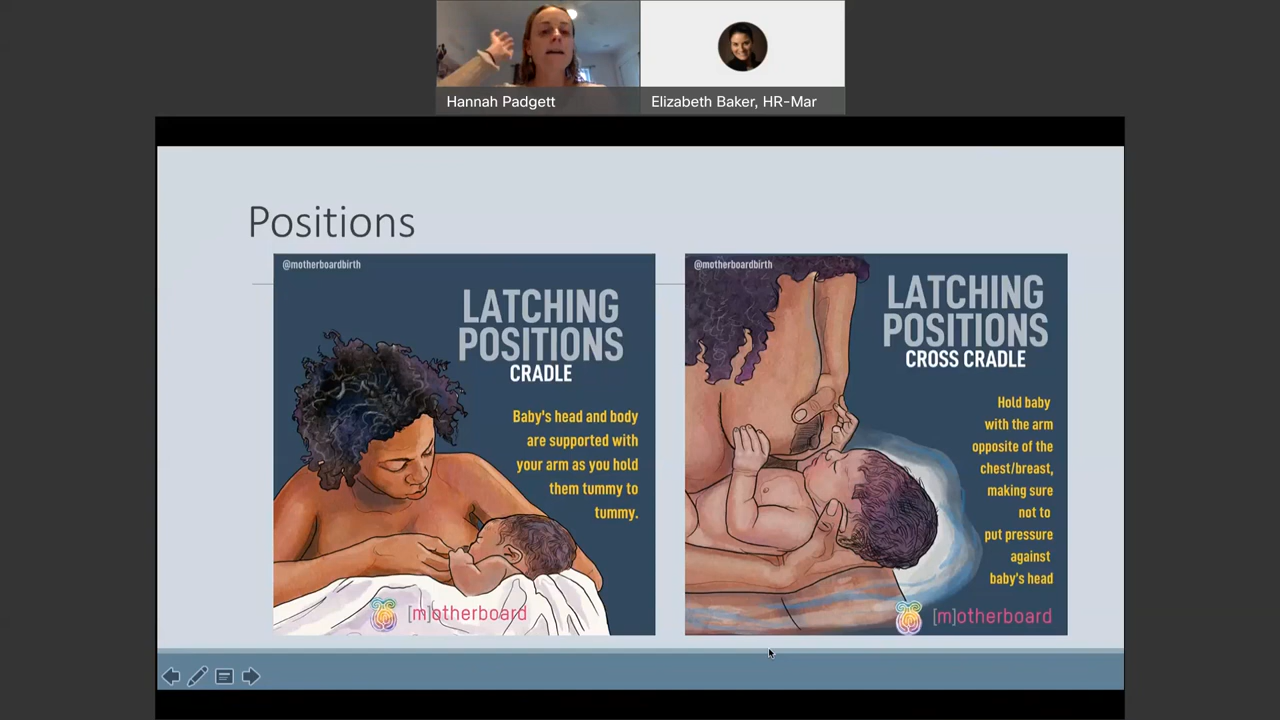 Hannah Padgett
Elizabeth Baker, HR-Mar
Positions
@motherboardbirth
LATCHING
POSITIONS
CRADLE
Baby's head and body
are supported with
your arm as you hold
them tummy to
tummy.
[m]otherboard
@motherboardbirth
LATCHING
POSITIONS
CROSS CRADLE
Hold baby
with the arm
opposite of the
chest/breast,
making sure
not to
put pressure
against
baby's head
[m]otherboard